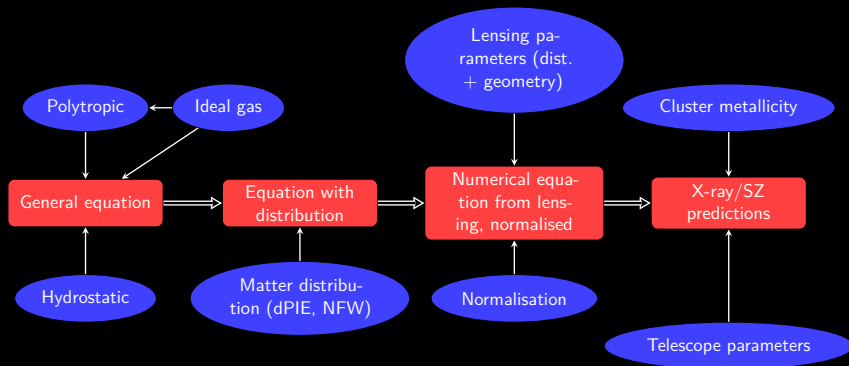 Lensing pa-
rameters (dist.
+ geometry)
Polytropic
Ideal gas
Cluster metallicity
General equation
Equation with
distribution
Numerical equa-
tion from lens-
ing, normalised
X-ray/SZ
predictions
Hydrostatic
Matter distribu-
tion (dPIE, NFW)
Normalisation
Telescope parameters